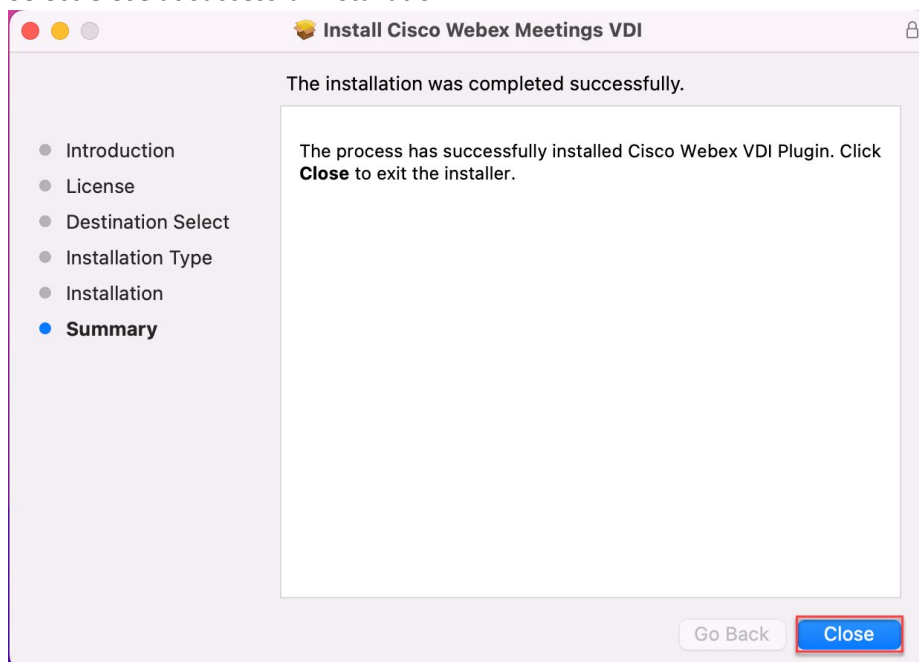 Install Cisco Webex Meetings VDI
The installation was completed successfully.
Introduction
License
Destination Select
Installation Type
Installation
Summary
The process has successfully installed Cisco Webex VDI Plugin. Click
Close to exit the installer.
Go Back
Close